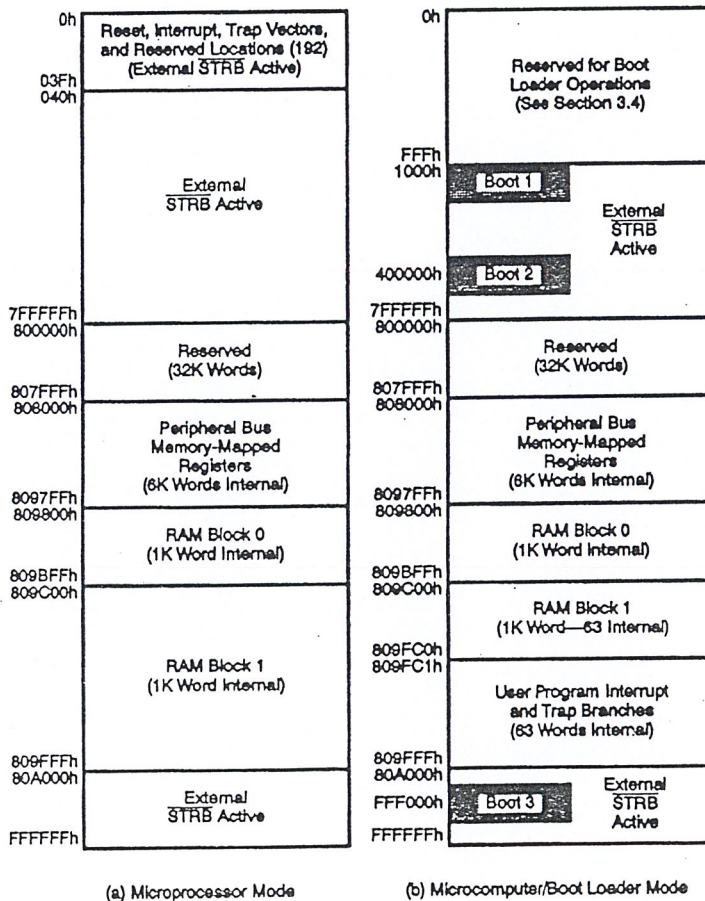 0h
Reset, Interrupt, Trap Vectors,
and Reserved Locations (192)
(External STRB Active)
03Fh
040h
External
STRB Active
7FFFFFh
800000h
Reserved
(32K Words)
807FFFh
808000h
Peripheral Bus
Memory-Mapped
Registers
(6K Words Internal)
8097FFh
809800h
RAM Block 0
(1K Word Internal)
809BFFh
809C00h
RAM Block 1
(1K Word Internal)
809FFFh
80A000h
External
STRB Active
FFFFFFh
(a) Microprocessor Mode
0h
Reserved for Boot
Loader Operations
(See Section 3.4)
FFFh
1000h
Boot 1
External
STRB
Active
400000h
Boot 2
7FFFFFh
800000h
Reserved
(32K Words)
807FFFh
808000h
Peripheral Bus
Memory-Mapped
Registers
(6K Words Internal)
8097FFh
809800h
RAM Block 0
(1K Word Internal)
809BFFh
809C00h
RAM Block 1
(1K Word—63 Internal)
809FC0h
809FC1h
User Program Interrupt
and Trap Branches
(63 Words Internal)
809FFFh
80A000h
External
STRB
Active
FFF000h
Boot 3
FFFFFFh
(b) Microcomputer/Boot Loader Mode